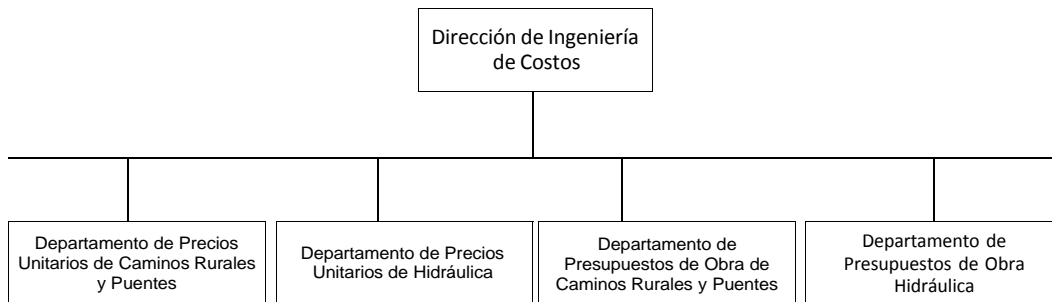 Dirección de Ingeniería
de Costos
Departamento de Precios
Unitarios de Caminos Rurales
y Puentes
Departamento de Precios
Unitarios de Hidráulica
Departamento de
Presupuestos de Obra de
Caminos Rurales y Puentes
Departamento de
Presupuestos de Obra
Hidráulica